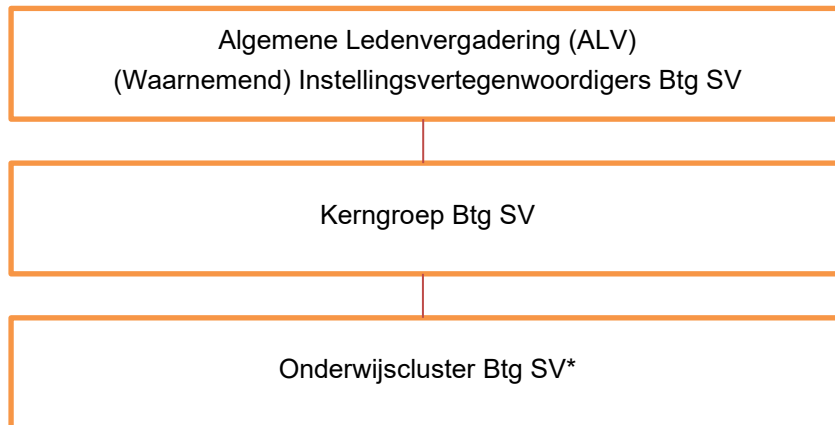 Algemene Ledenvergadering (ALV)
(Waarnemend) Instellingsvertegenwoordigers Btg SV
Kerngroep Btg SV
Onderwijscluster Btg SV*